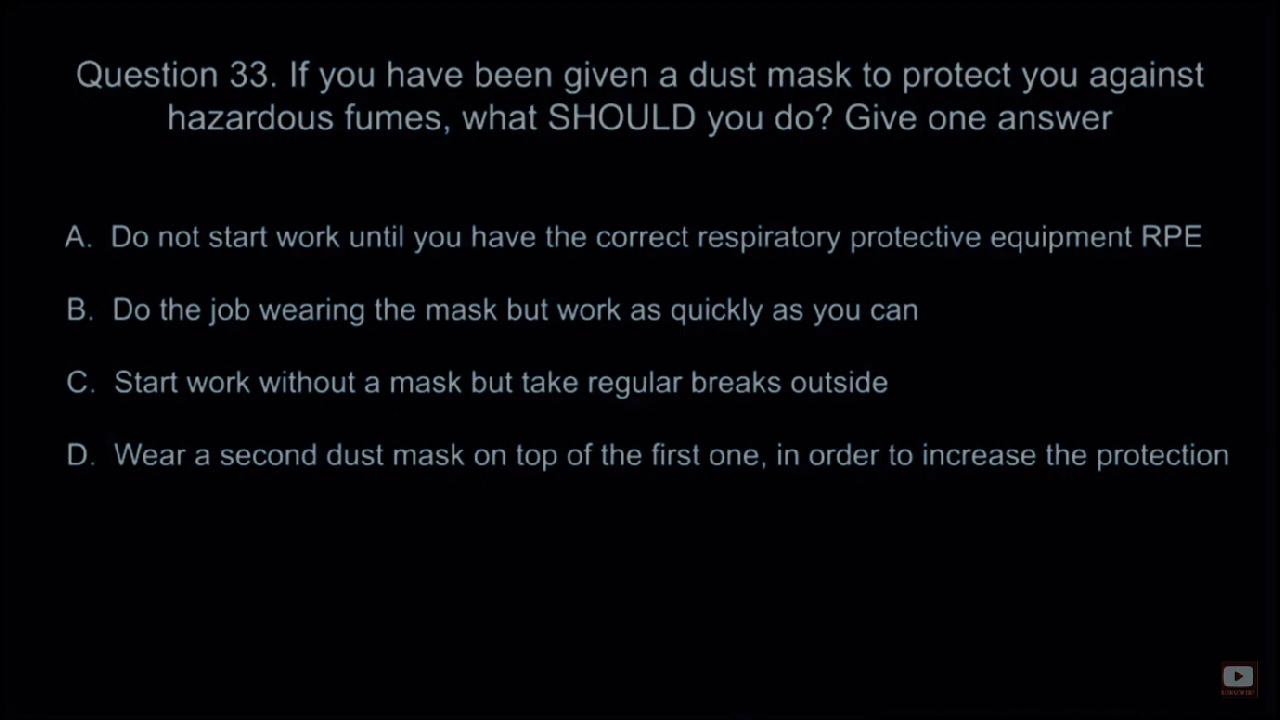 Question 33. If you have been given a dust mask to protect you against
hazardous fumes, what SHOULD you do? Give one answer
A. Do not start work until you have the correct respiratory protective equipment RPE
B. Do the job wearing the mask but work as quickly as you can
C. Start work without a mask but take regular breaks outside
D. Wear a second dust mask on top of the first one, in order to increase the protection